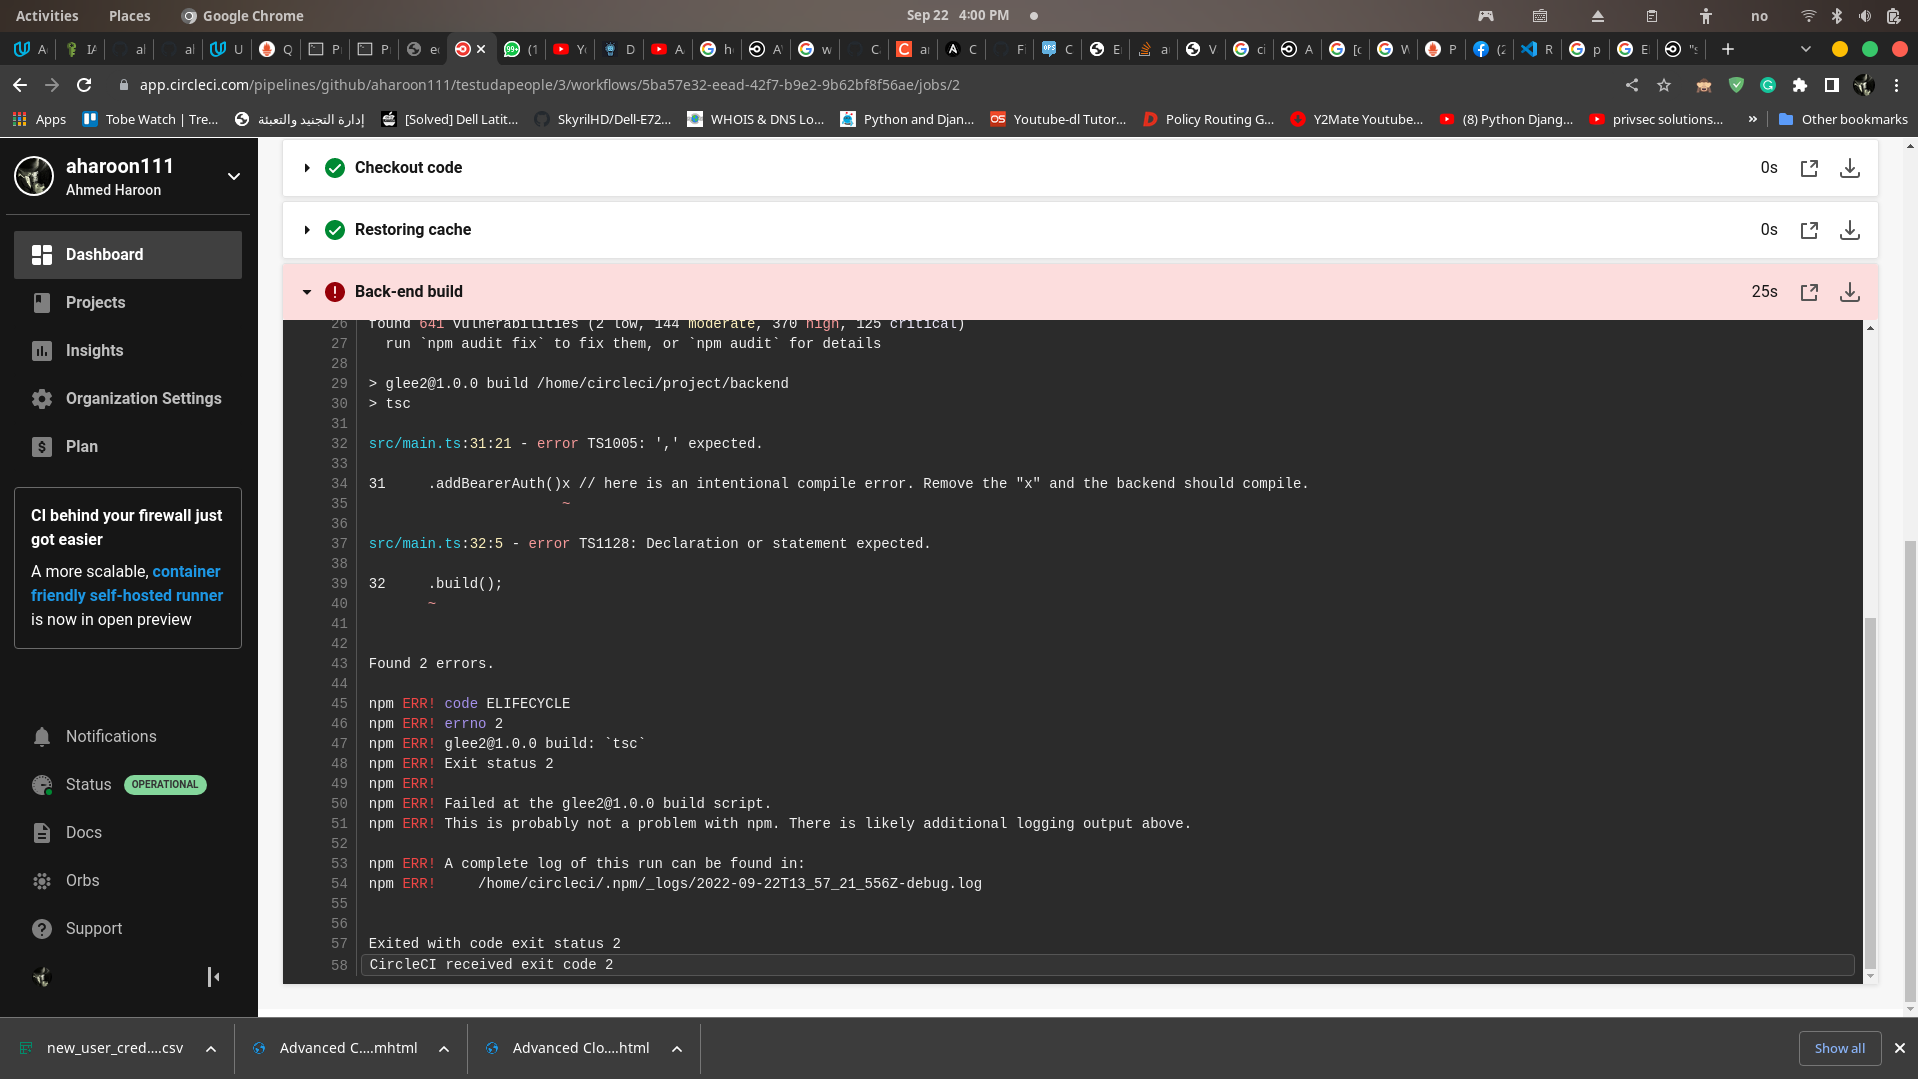 Activities Places Google Chrome Sep 22 4:00 PM no
app.circleci.com/pipelines/github/aharoon111/testudapeople/3/workflows/5ba57e32-eead-42f7-b9e2-9b62bf8f56ae/jobs/2
Apps Tobe Watch | Tre... إدارة التجنيد والتعبئة [Solved] Dell Latit... SkyrilHD/Dell-E72... WHOIS & DNS Lo... Python and Djan... Youtube-dl Tutor... Policy Routing G... Y2Mate Youtube... (8) Python Djang... privsec solutions... » Other bookmarks
aharoon111
Ahmed Haroon
Dashboard
Projects
Insights
Organization Settings
Plan
CI behind your firewall just
got easier
A more scalable, container
friendly self-hosted runner
is now in open preview
Notifications
Status OPERATIONAL
Docs
Orbs
Support
Checkout code 0s
Restoring cache 0s
Back-end build 25s
26 found 641 vulnerabilities (2 low, 144 moderate, 370 high, 125 critical)
27 run `npm audit fix` to fix them, or `npm audit` for details
28
29 > glee2@1.0.0 build /home/circleci/project/backend
30 > tsc
31
32 src/main.ts:31:21 - error TS1005: ',' expected.
33
34 31 .addBearerAuth()x // here is an intentional compile error. Remove the "x" and the backend should compile.
35 ~
36
37 src/main.ts:32:5 - error TS1128: Declaration or statement expected.
38
39 32 .build();
40 ~
41
42
43 Found 2 errors.
44
45 npm ERR! code ELIFECYCLE
46 npm ERR! errno 2
47 npm ERR! glee2@1.0.0 build: `tsc`
48 npm ERR! Exit status 2
49 npm ERR!
50 npm ERR! Failed at the glee2@1.0.0 build script.
51 npm ERR! This is probably not a problem with npm. There is likely additional logging output above.
52
53 npm ERR! A complete log of this run can be found in:
54 npm ERR! /home/circleci/.npm/_logs/2022-09-22T13_57_21_556Z-debug.log
55
56
57 Exited with code exit status 2
58 CircleCI received exit code 2
new_user_cred....csv Advanced C....mhtml Advanced Clo....html Show all